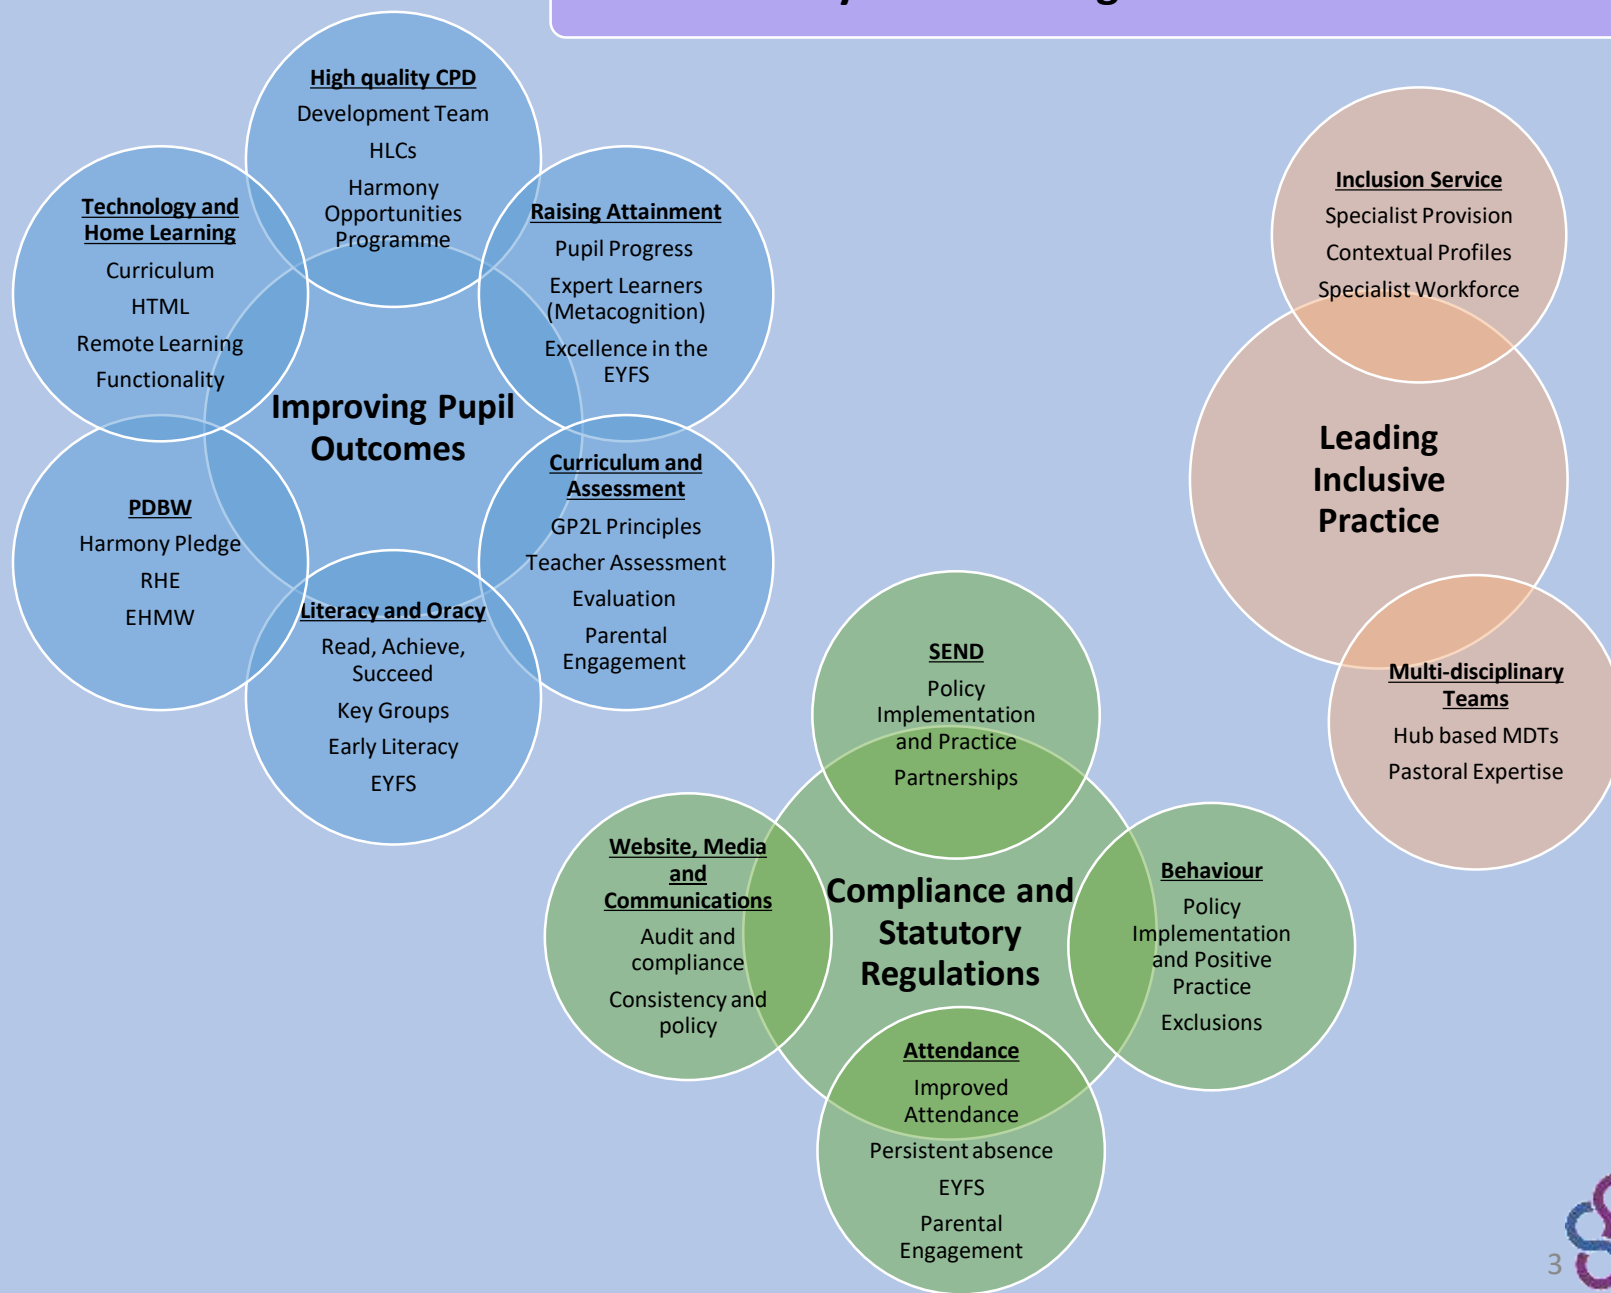 High quality CPD
Development Team
HLCs
Harmony
Opportunities
Programme
Technology and
Home Learning
Curriculum
HTML
Remote Learning
Functionality
Raising Attainment
Pupil Progress
Expert Learners
(Metacognition)
Excellence in the
EYFS
Improving Pupil
Outcomes
Curriculum and
Assessment
GP2L Principles
Teacher Assessment
Evaluation
Parental
Engagement
PDBW
Harmony Pledge
RHE
EHMW
Literacy and Oracy
Read, Achieve,
Succeed
Key Groups
Early Literacy
EYFS
Inclusion Service
Specialist Provision
Contextual Profiles
Specialist Workforce
Leading
Inclusive
Practice
Multi-disciplinary
Teams
Hub based MDTs
Pastoral Expertise
SEND
Policy
Implementation
and Practice
Partnerships
Website, Media
and
Communications
Audit and
compliance
Consistency and
policy
Compliance and
Statutory
Regulations
Behaviour
Policy
Implementation
and Positive
Practice
Exclusions
Attendance
Improved
Attendance
Persistent absence
EYFS
Parental
Engagement
3